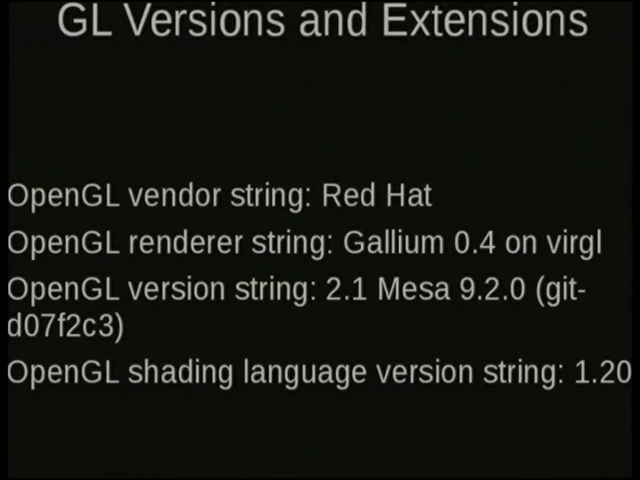 GL Versions and Extensions
OpenGL vendor string: Red Hat
OpenGL renderer string: Gallium 0.4 on virgl
OpenGL version string: 2.1 Mesa 9.2.0 (git-
d07f2c3)
OpenGL shading language version string: 1.20